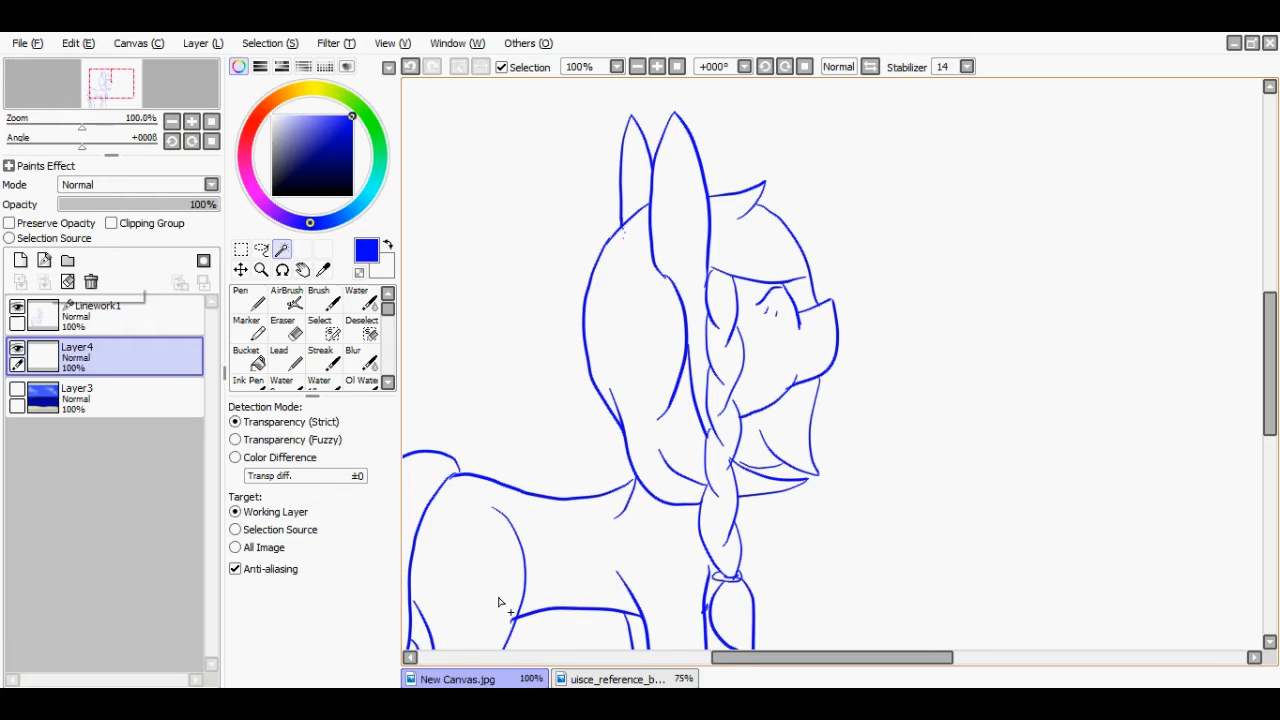 File (F) Edit (E) Canvas (C) Layer (L) Selection (S) Filter (T) View (V) Window (W) Others (O)
Selection 100% +000° Normal Stabilizer 14
Zoom 100.0%
Angle +000ß
Paints Effect
Mode Normal
Opacity 100%
Preserve Opacity Clipping Group
Selection Source
Linework1
Normal
100%
Layer4
Normal
100%
Layer3
Normal
100%
Pen AirBrush Brush Water
Marker Eraser Select Deselect
Bucket Lead Streak Blur
Ink Pen Water Water Ol Wate
Detection Mode:
Transparency (Strict)
Transparency (Fuzzy)
Color Difference
Transp diff. ±0
Target:
Working Layer
Selection Source
All Image
Anti-aliasing
New Canvas.jpg 100% uisce_reference_b... 75%